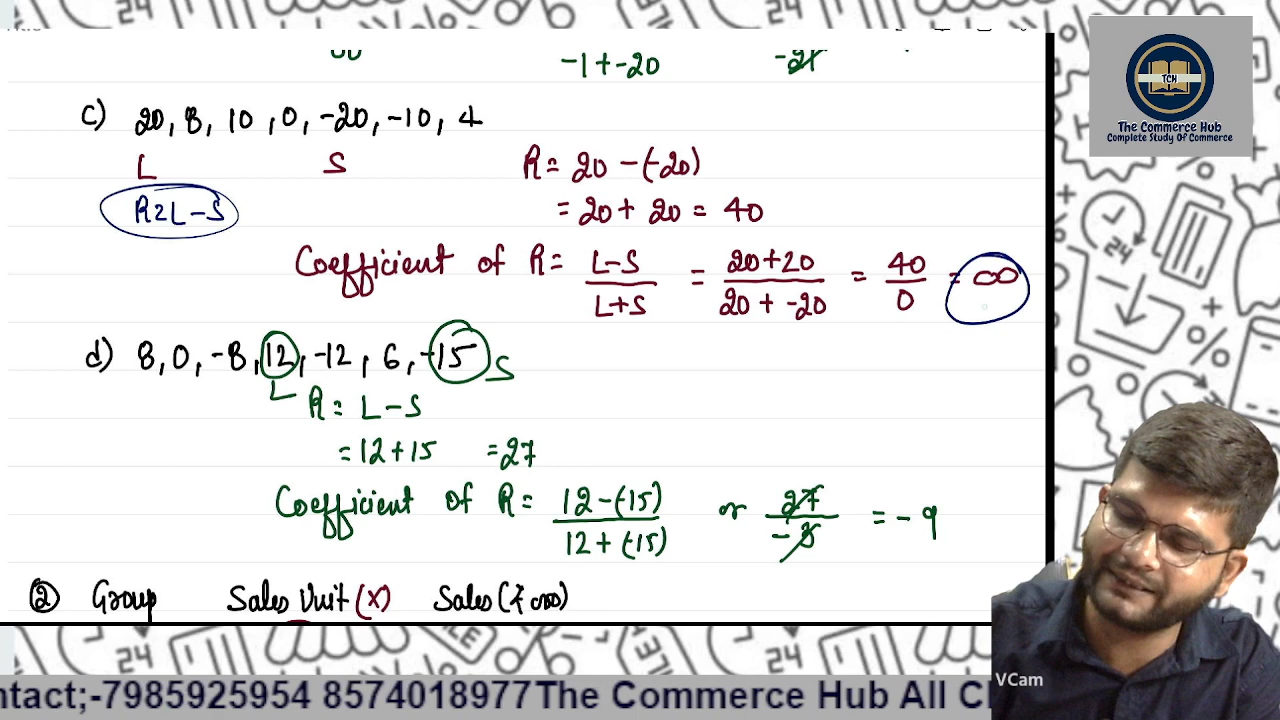 -1+-20 -21
c) 20, 8, 10, 0, -20, -10, 4
L S R= 20 -(-20)
R=L-S = 20+ 20 = 40
Coefficient of R= L-S / L+S = 20+20 / 20 + -20 = 40 / 0 = ∞
d) 8, 0, -8, 12, -12, 6, -15 S
L R= L-S
=12+15 =27
Coefficient of R= 12-(-15) / 12+(-15) or 27 / -3 = -9
② Group Sales Unit (X) Sales (₹ 000)
TCH
The Commerce Hub
Complete Study Of Commerce
VCam
ntact;-7985925954 8574018977The Commerce Hub All Cl